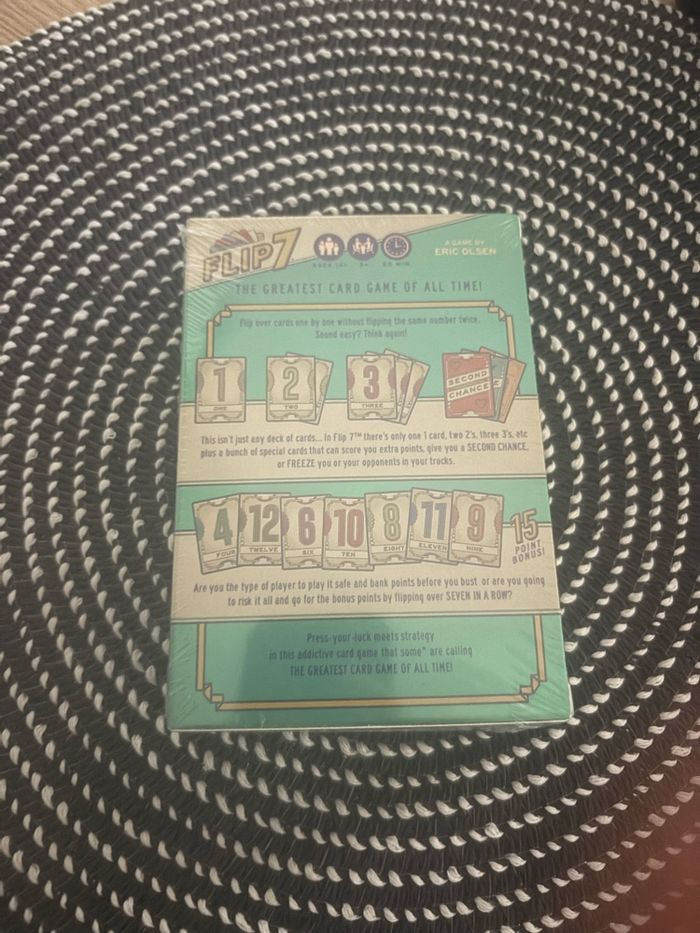 FLIP 7
AGES 14+ 3+
A GAME BY
ERIC OLSEN
THE GREATEST CARD GAME OF ALL TIME!
Flip over cards one by one without flipping the same number twice.
Sound easy? Think again!
1 2 3 SECOND CHANCE
ONE TWO THREE
This isn't just any deck of cards... In Flip 7™ there's only one 1 card, two 2's, three 3's, etc
plus a bunch of special cards that can score you extra points, give you a SECOND CHANCE,
or FREEZE you or your opponents in your tracks.
4 12 6 10 8 11 9
FOUR TWELVE SIX TEN EIGHT ELEVEN NINE
15
POINT
BONUS!
Are you the type of player to play it safe and bank points before you bust or are you going
to risk it all and go for the bonus points by flipping over SEVEN IN A ROW?
Press-your-luck meets strategy
in this addictive card game that some* are calling
THE GREATEST CARD GAME OF ALL TIME!